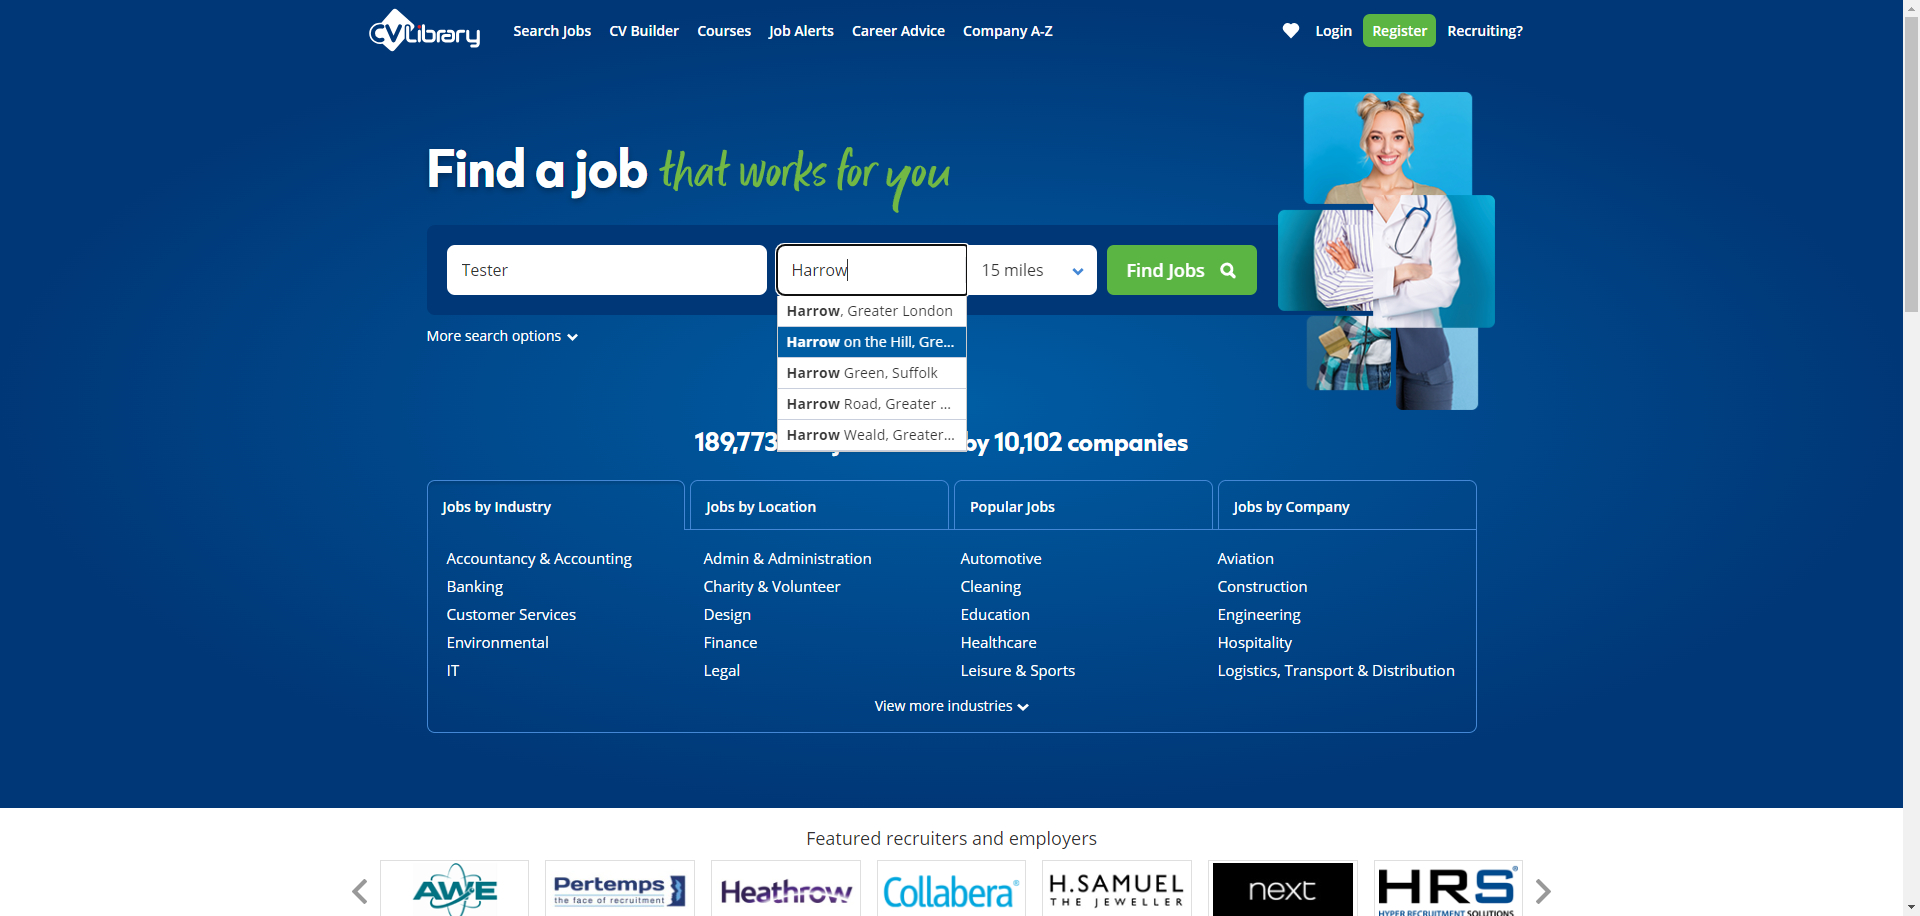 CVLibrary
Search Jobs CV Builder Courses Job Alerts Career Advice Company A-Z Login Register Recruiting?
Find a job that works for you
Tester Harrow 15 miles Find Jobs
Harrow, Greater London
Harrow on the Hill, Gre...
Harrow Green, Suffolk
Harrow Road, Greater ...
Harrow Weald, Greater...
More search options
189,773 by 10,102 companies
Jobs by Industry Jobs by Location Popular Jobs Jobs by Company
Accountancy & Accounting Admin & Administration Automotive Aviation
Banking Charity & Volunteer Cleaning Construction
Customer Services Design Education Engineering
Environmental Finance Healthcare Hospitality
IT Legal Leisure & Sports Logistics, Transport & Distribution
View more industries
Featured recruiters and employers
AWE Pertemps the face of recruitment Heathrow Collabera H.SAMUEL THE JEWELLER next HRS HYPER RECRUITMENT SOLUTIONS